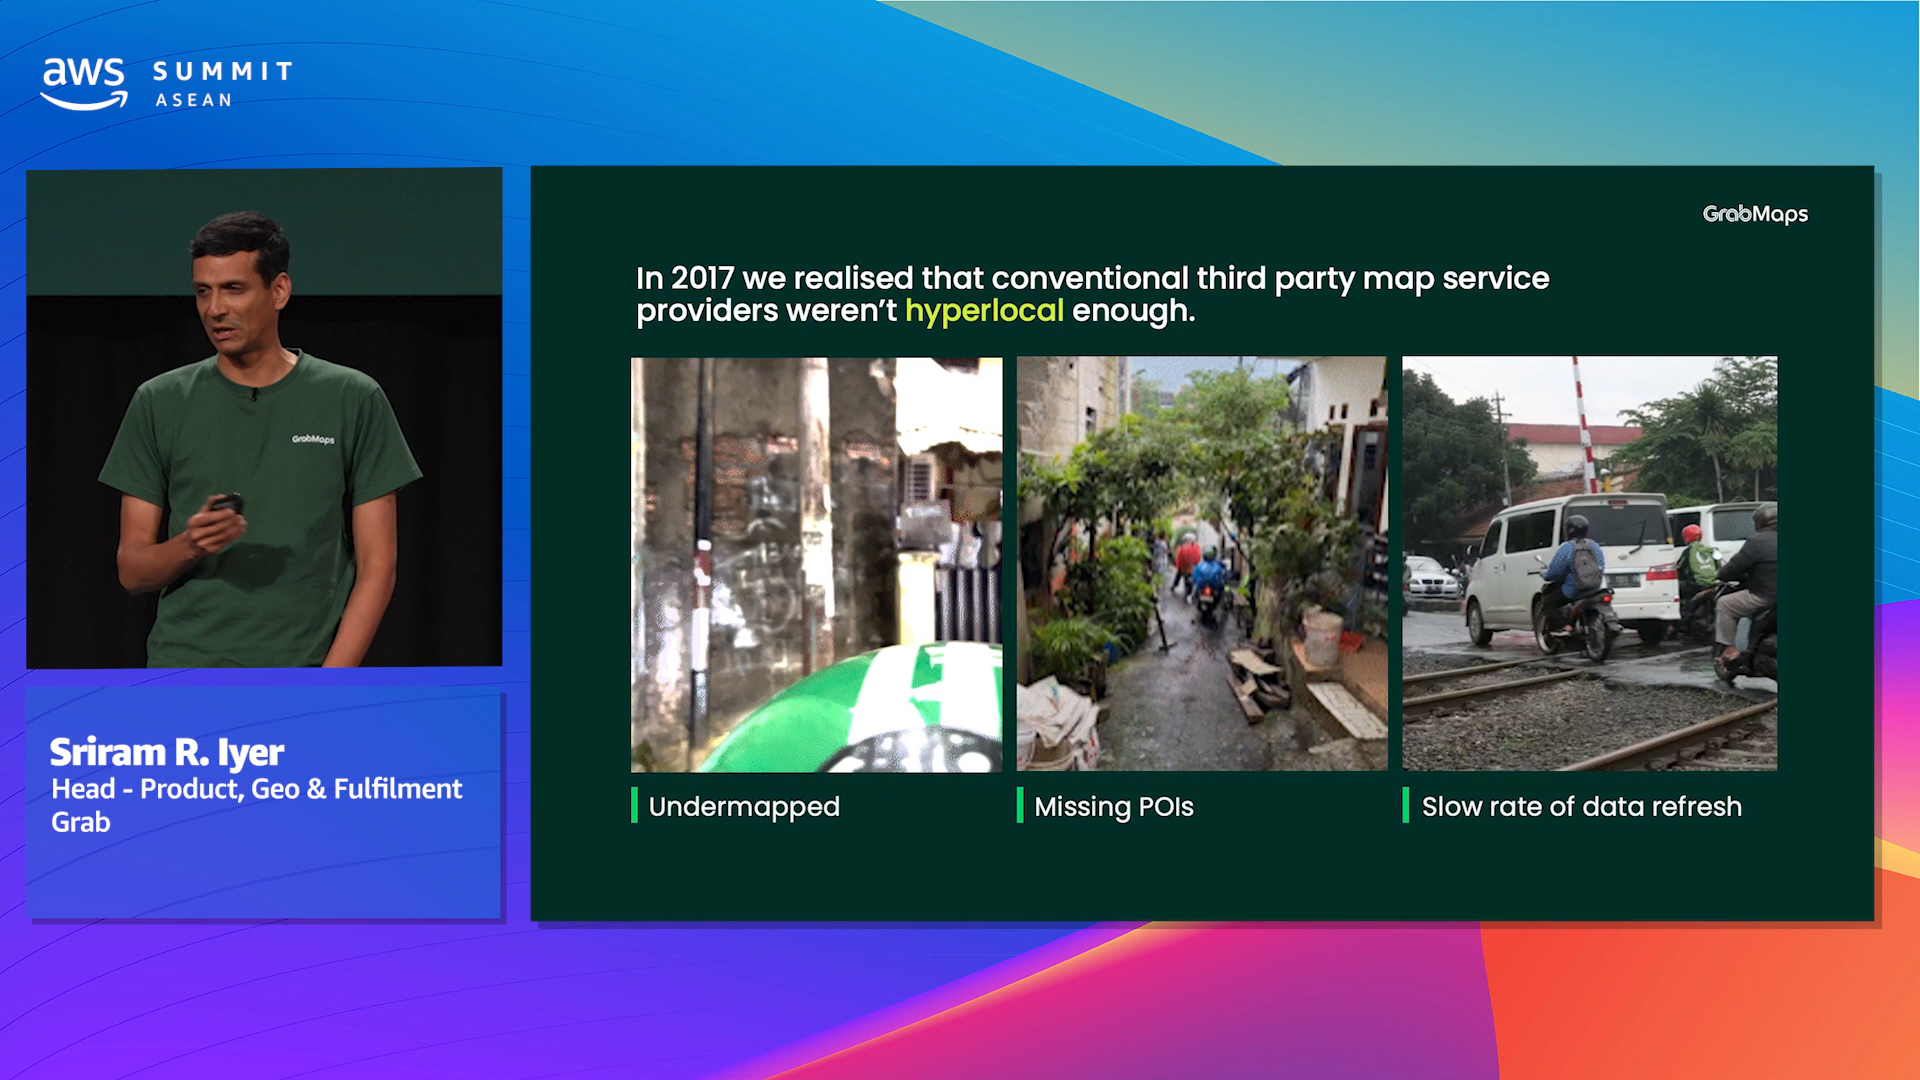 aws SUMMIT
ASEAN
GrabMaps
In 2017 we realised that conventional third party map service
providers weren't hyperlocal enough.
GrabMaps
Undermapped
Missing POIs
Slow rate of data refresh
Sriram R. Iyer
Head - Product, Geo & Fulfilment
Grab